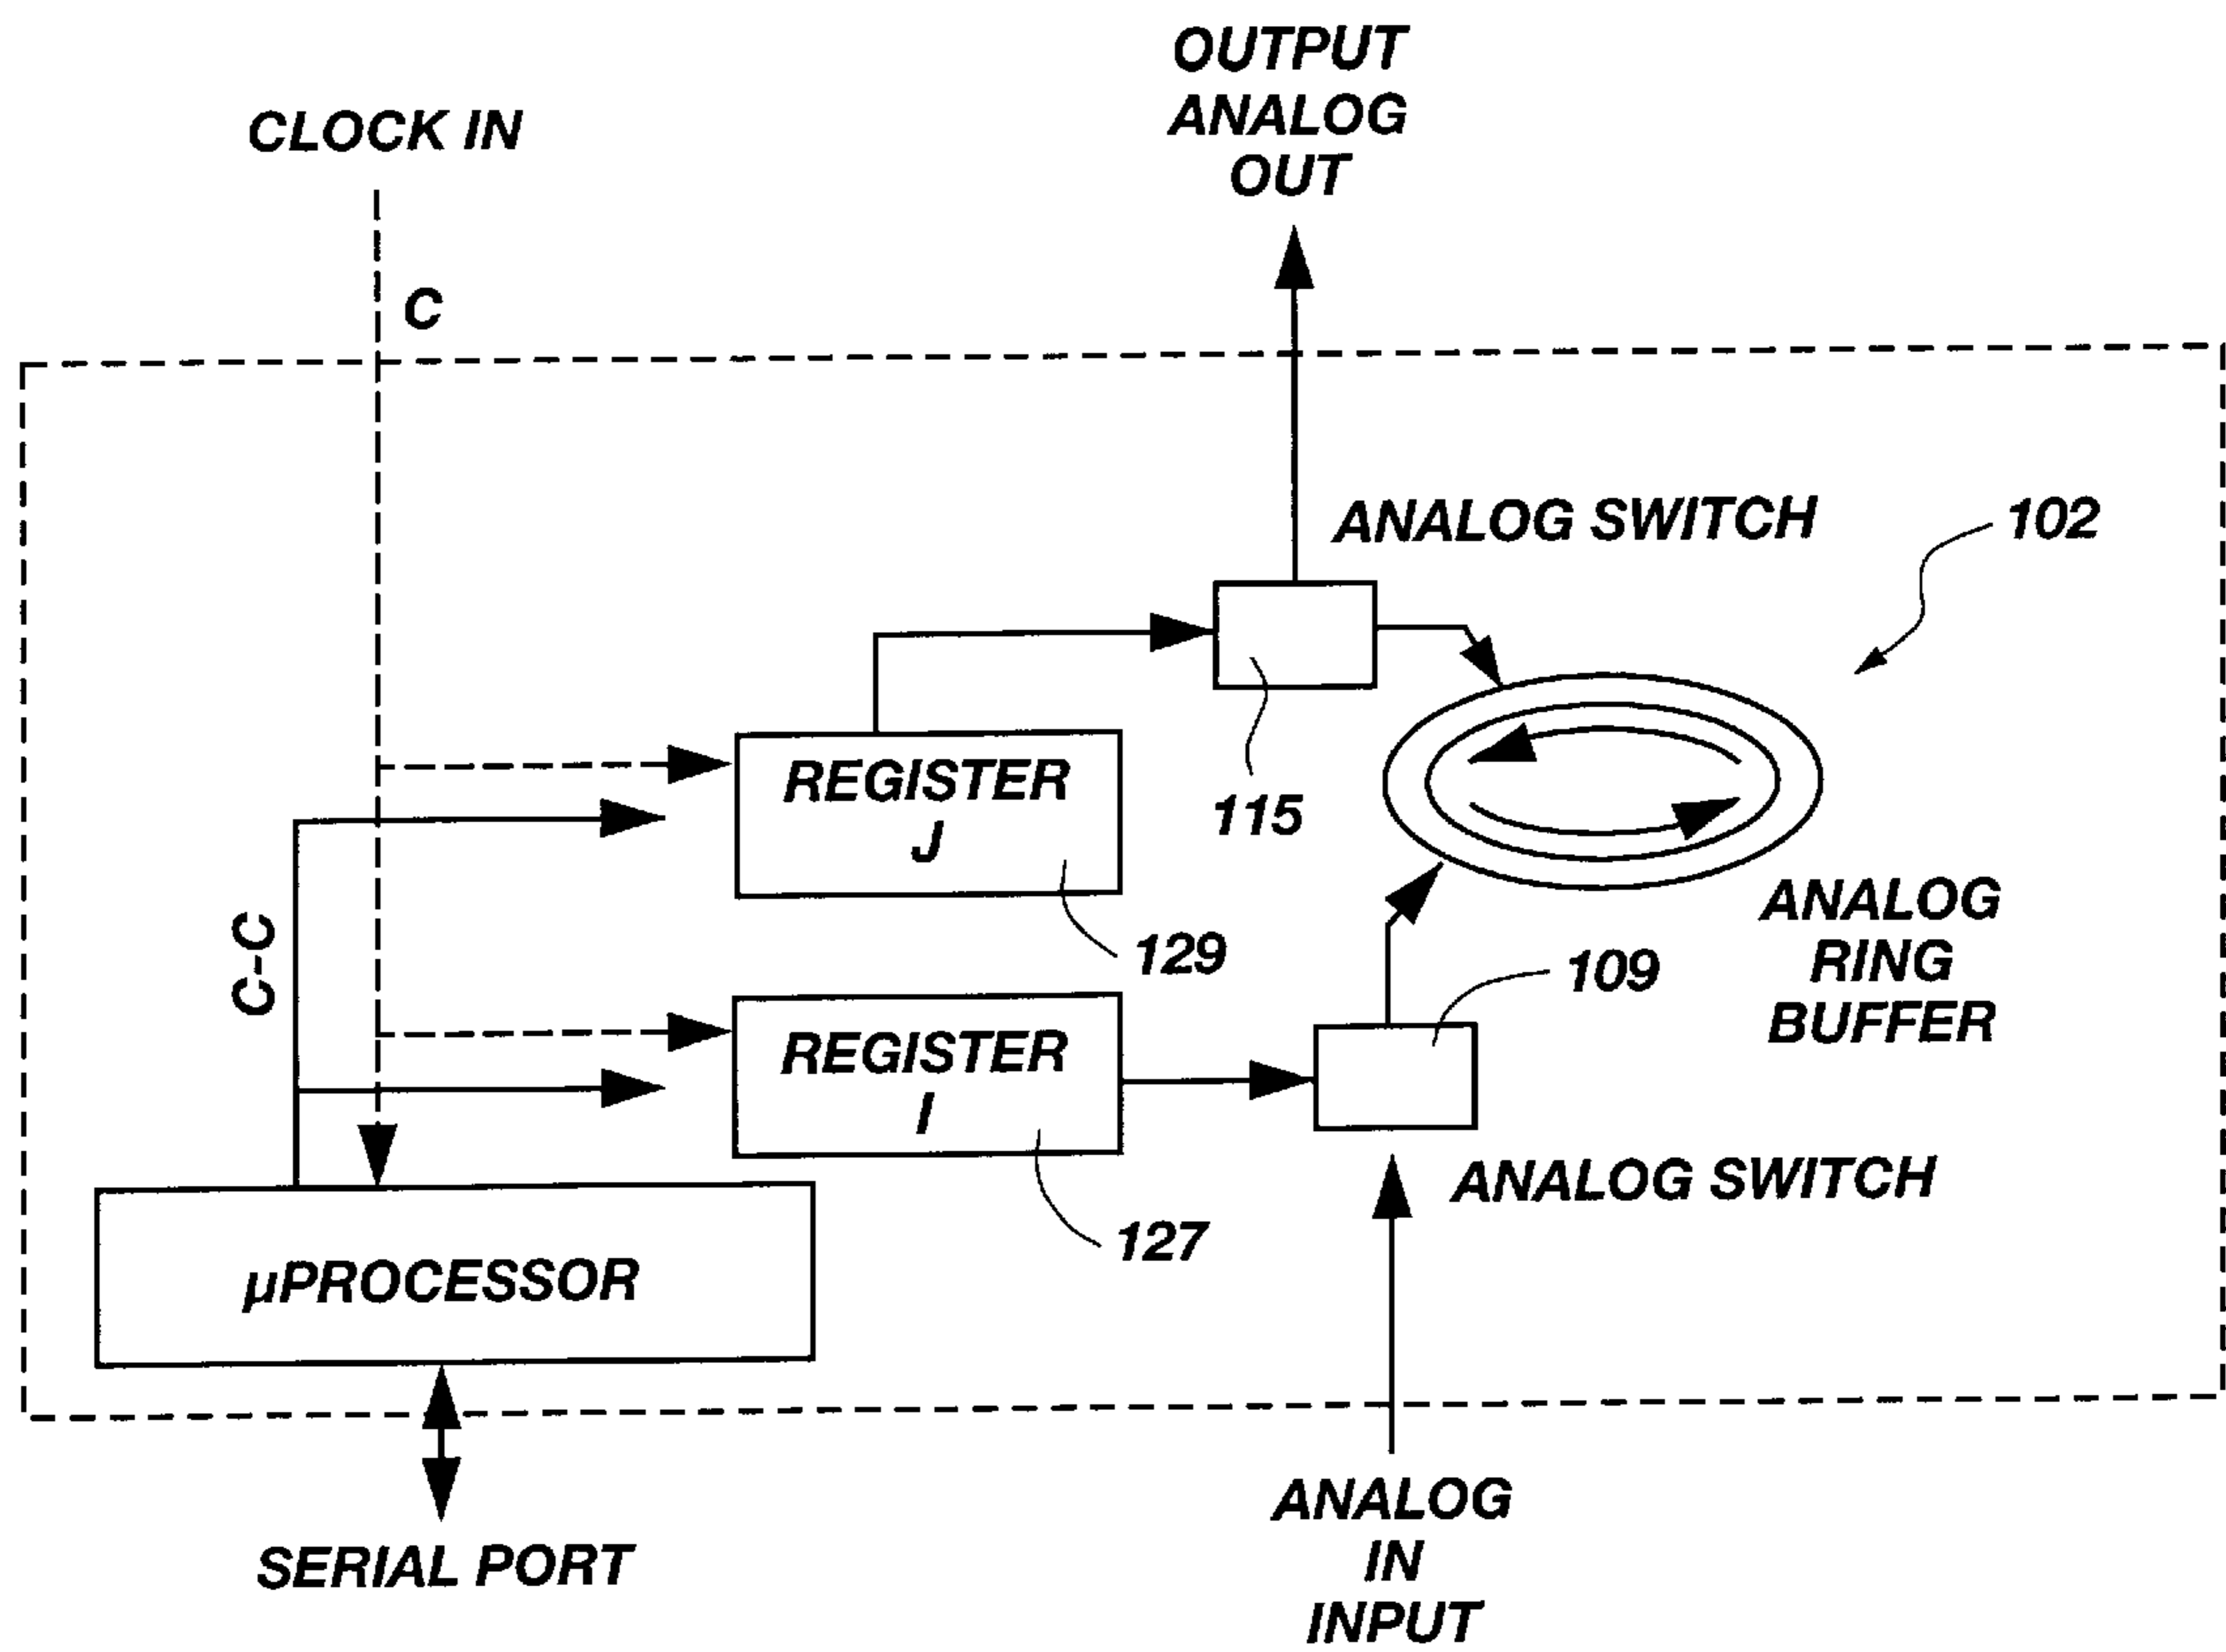 OUTPUT
ANALOG
OUT
CLOCK IN
C
ANALOG SWITCH
102
115
REGISTER
J
129
C-C
ANALOG
RING
BUFFER
109
REGISTER
I
127
ANALOG SWITCH
µPROCESSOR
SERIAL PORT
ANALOG
IN
INPUT